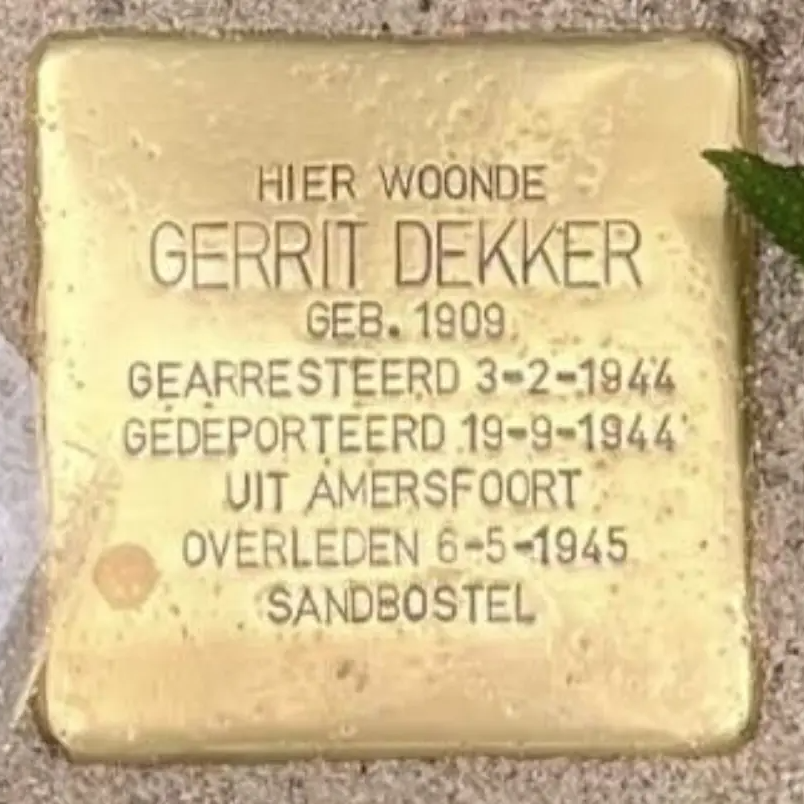 HIER WOONDE
GERRIT DEKKER
GEB. 1909
GEARRESTEERD 3-2-1944
GEDEPORTEERD 19-9-1944
UIT AMERSFOORT
OVERLEDEN 6-5-1945
SANDBOSTEL